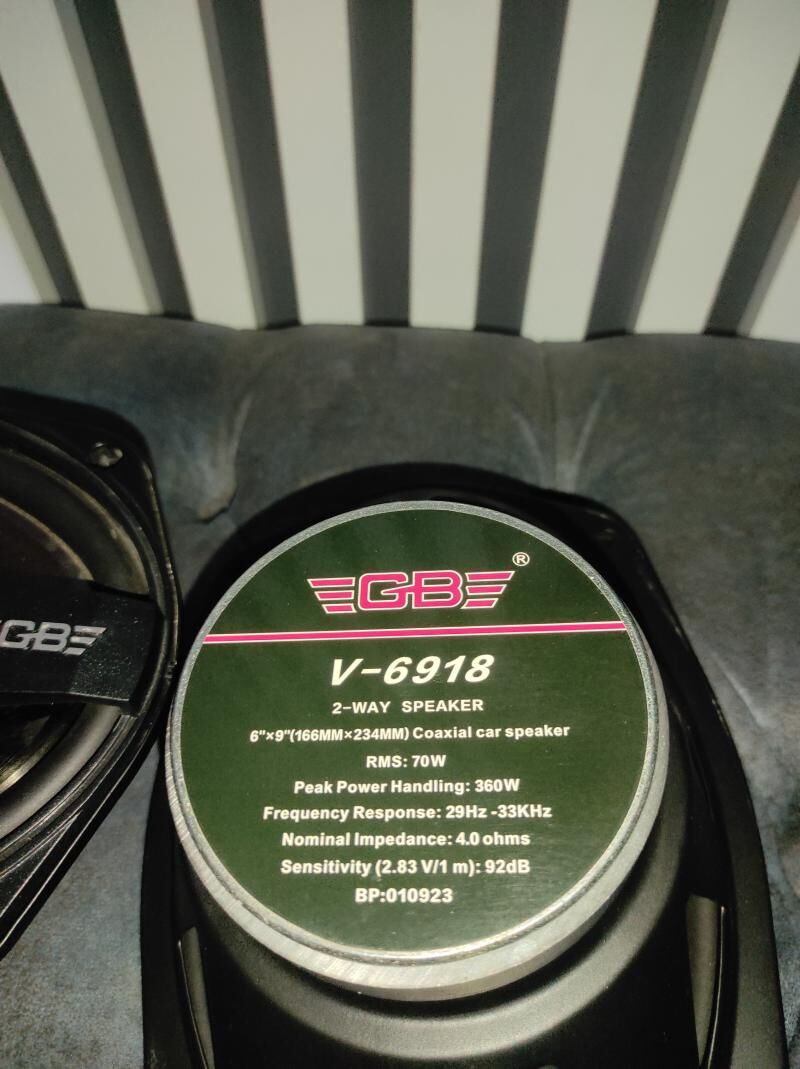 GB
GB®
V-6918
2-WAY SPEAKER
6"×9"(166MM×234MM) Coaxial car speaker
RMS: 70W
Peak Power Handling: 360W
Frequency Response: 29Hz -33KHz
Nominal Impedance: 4.0 ohms
Sensitivity (2.83 V/1 m): 92dB
BP:010923